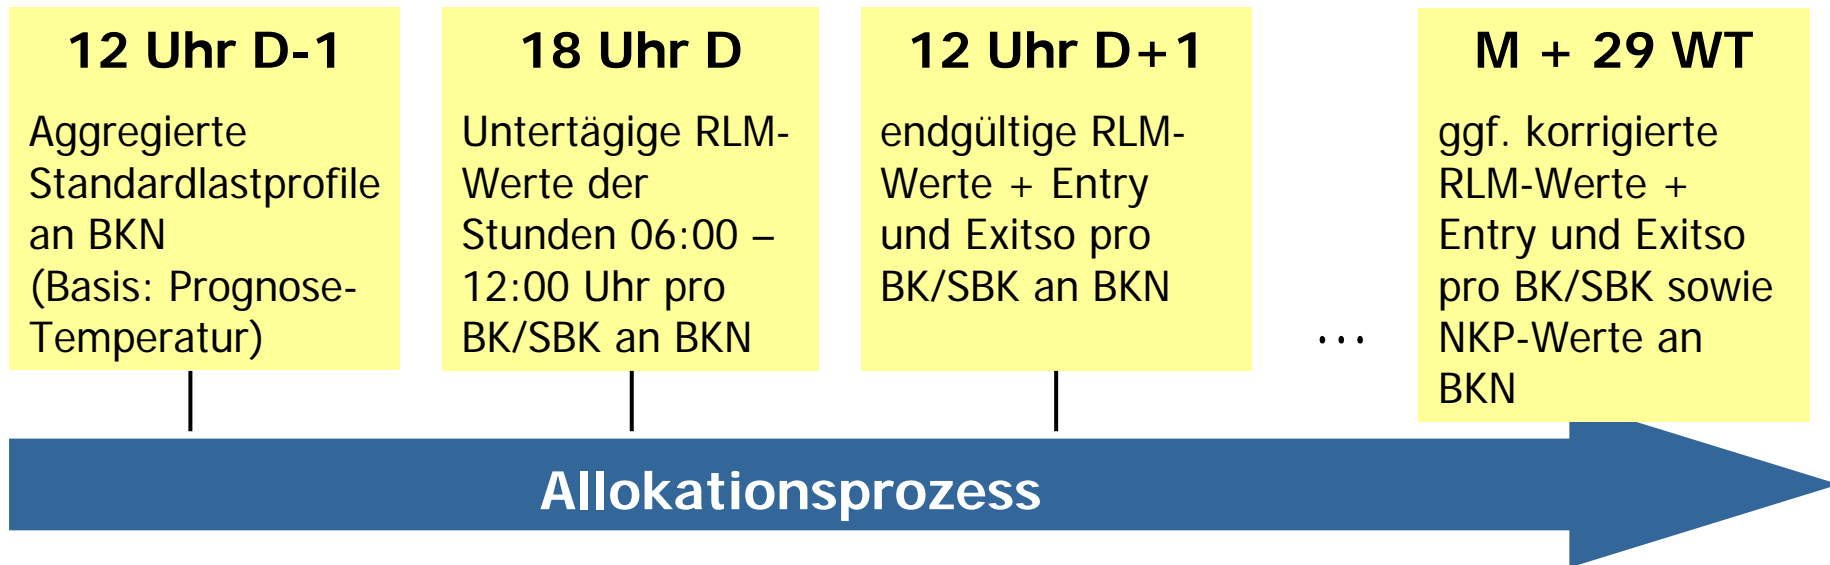 12 Uhr D-1
Aggregierte
Standardlastprofile
an BKN
(Basis: Prognose-
Temperatur)
18 Uhr D
Untertägige RLM-
Werte der
Stunden 06:00 –
12:00 Uhr pro
BK/SBK an BKN
12 Uhr D+1
endgültige RLM-
Werte + Entry
und Exitso pro
BK/SBK an BKN
...
M + 29 WT
ggf. korrigierte
RLM-Werte +
Entry und Exitso
pro BK/SBK sowie
NKP-Werte an
BKN
Allokationsprozess